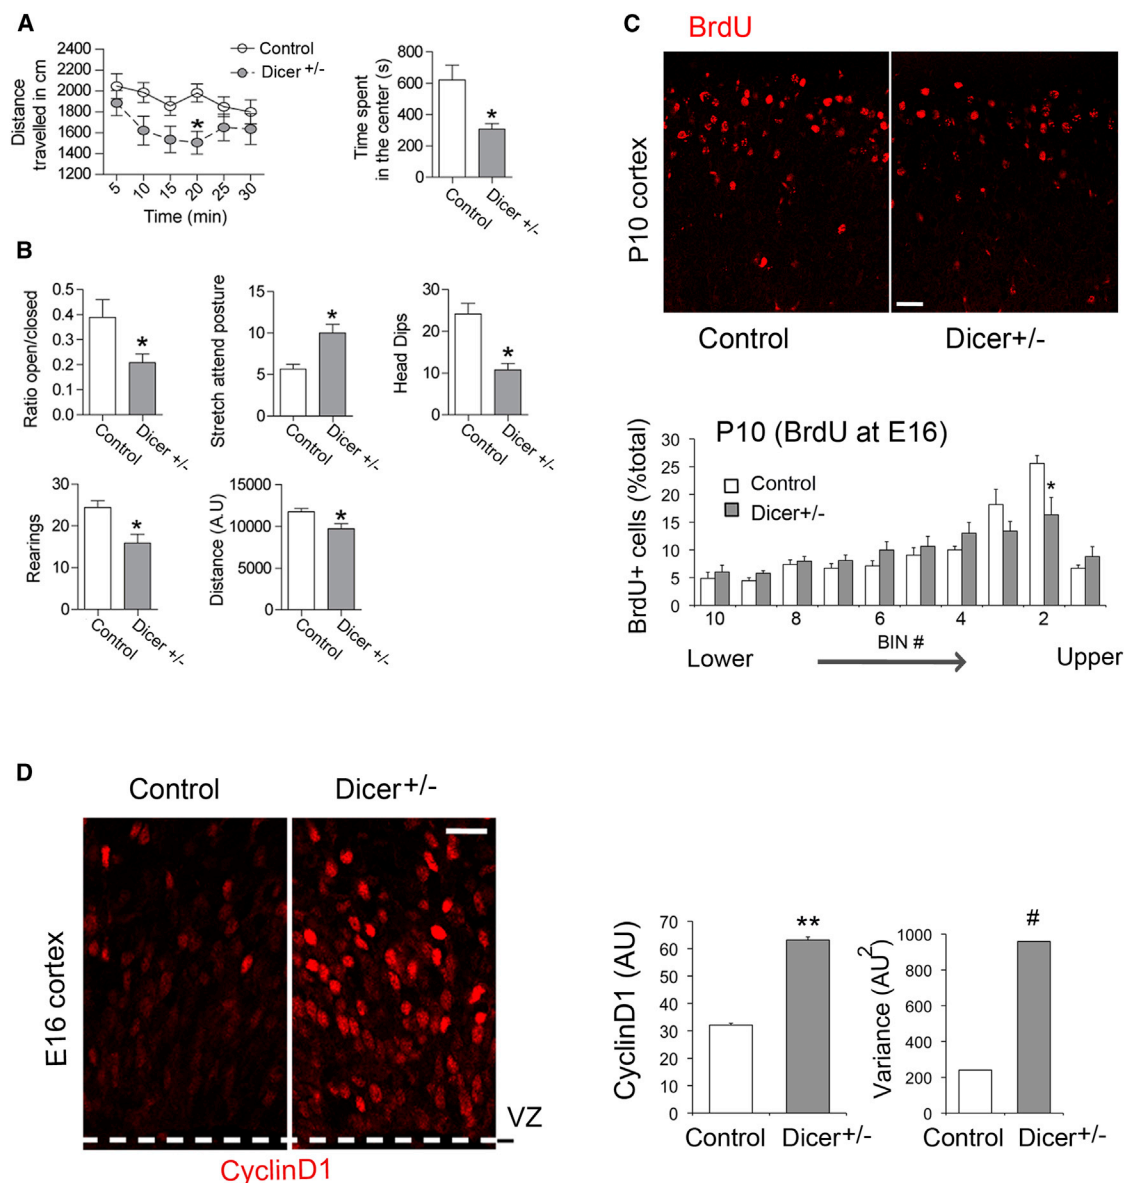 A
2400
2200
2000
1800
1600
1400
1200
Distance
travelled in cm
Control
Dicer +/-
*
5 10 15 20 25 30
Time (min)
800
600
400
200
0
Time spent
in the center (s)
*
Control
Dicer +/-
B
0.5
0.4
0.3
0.2
0.1
0.0
Ratio open/closed
*
Control
Dicer +/-
15
10
5
0
Stretch attend posture
*
Control
Dicer +/-
30
20
10
0
Head Dips
*
Control
Dicer +/-
30
20
10
0
Rearings
*
Control
Dicer +/-
15000
10000
5000
0
Distance (A.U)
*
Control
Dicer +/-
C
BrdU
P10 cortex
Control
Dicer+/-
P10 (BrdU at E16)
30
25
20
15
10
5
0
BrdU+ cells (%total)
Control
Dicer+/-
*
10 8 6 4 2
BIN #
Lower
Upper
D
Control
Dicer+/-
E16 cortex
VZ
CyclinD1
70
60
50
40
30
20
10
0
CyclinD1 (AU)
**
Control
Dicer+/-
1000
800
600
400
200
0
Variance (AU2)
#
Control
Dicer+/-